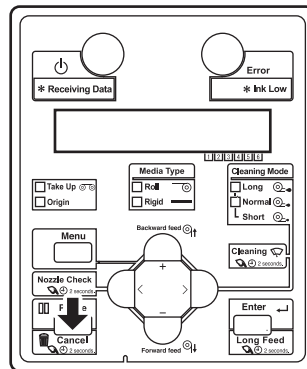 Error
* Receiving Data
* Ink Low
1 2 3 4 5 6
Media Type
Cleaning Mode
Take Up
Origin
Roll
Rigid
Long
Normal
Short
Menu
Backward feed
Cleaning
2 seconds.
Nozzle Check
2 seconds.
+
< >
−
Enter
Cancel
2 seconds.
Forward feed
Long Feed
2 seconds.